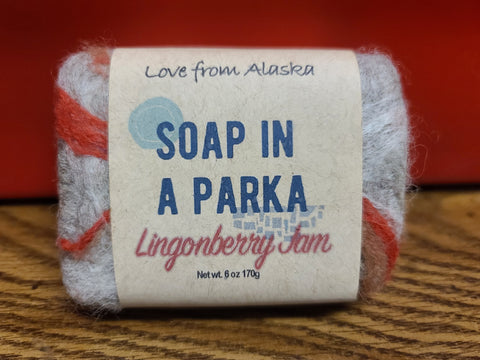 Love from Alaska
SOAP IN
A PARKA
Lingonberry Jam
Net wt. 6 oz 170g